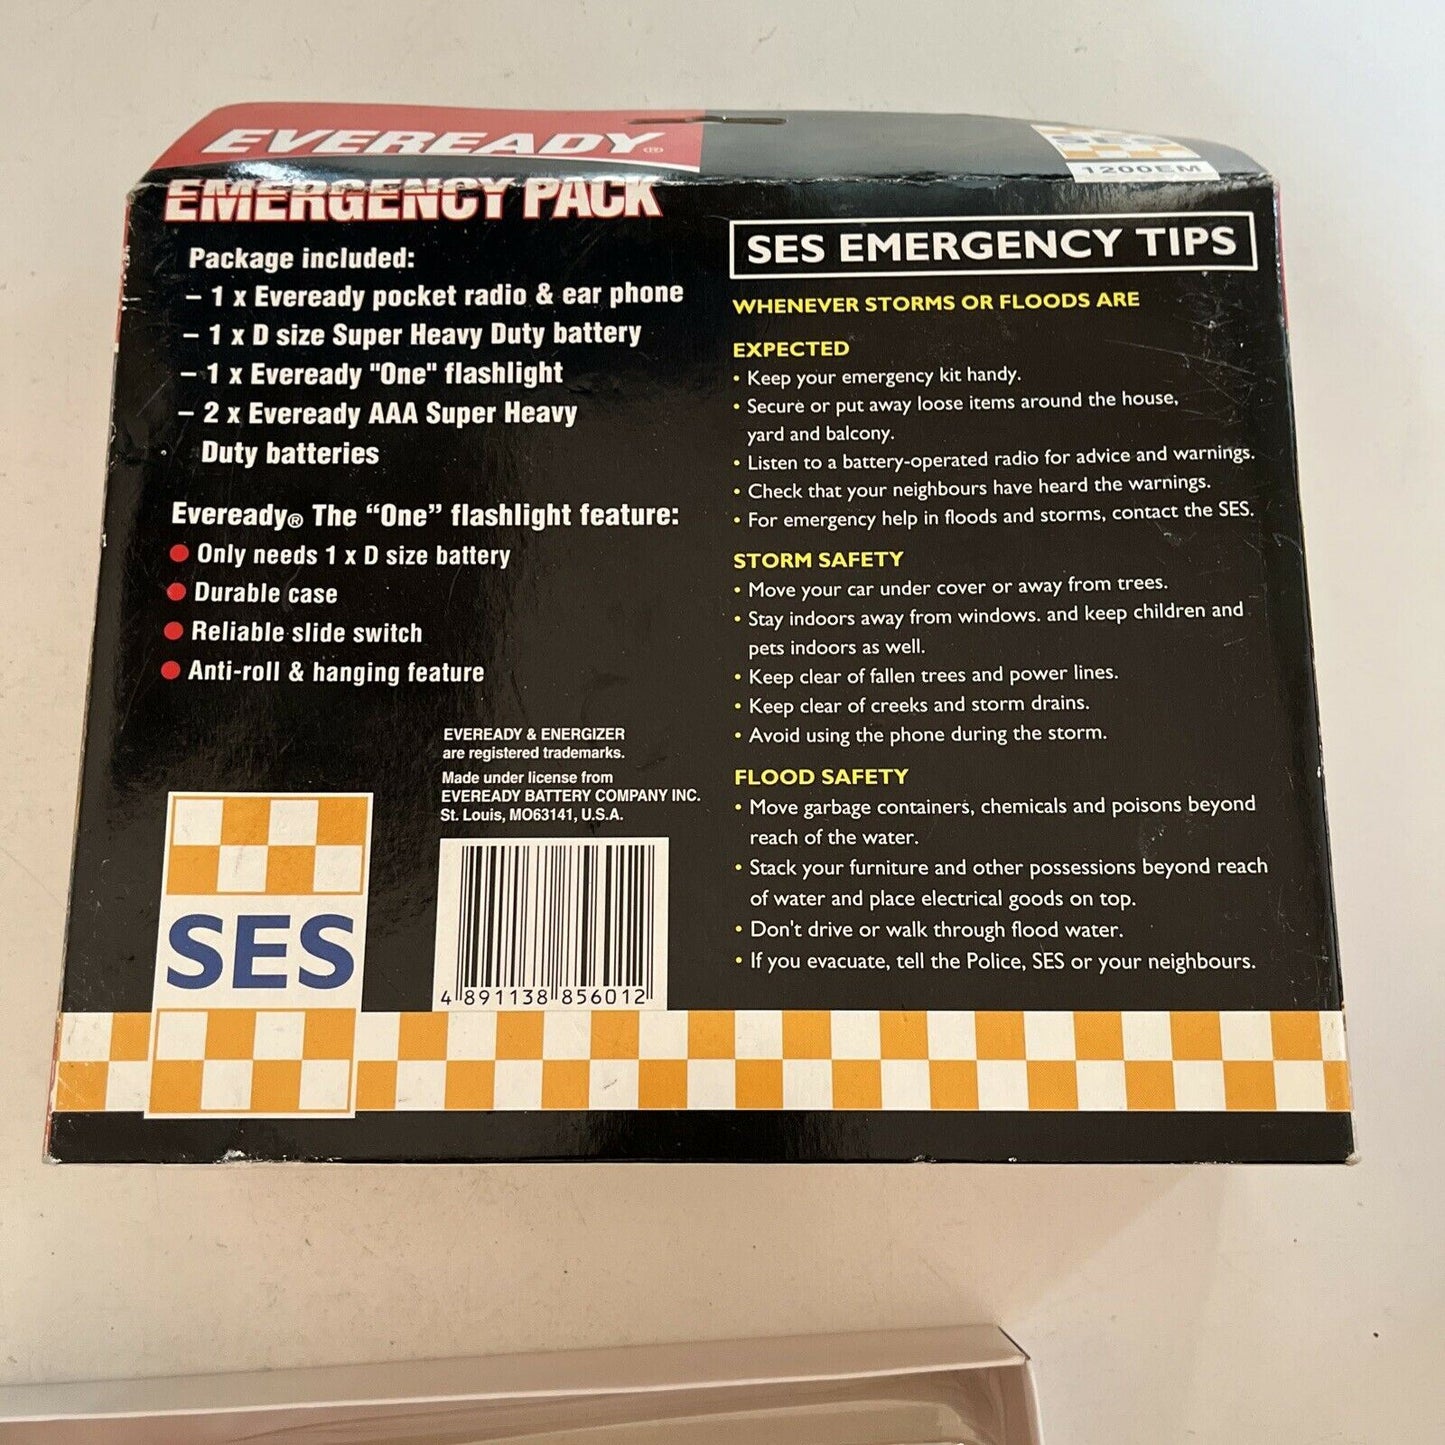 EVEREADY®
EMERGENCY PACK
Package included:
– 1 x Eveready pocket radio & ear phone
– 1 x D size Super Heavy Duty battery
– 1 x Eveready "One" flashlight
– 2 x Eveready AAA Super Heavy
Duty batteries
Eveready® The “One” flashlight feature:
● Only needs 1 x D size battery
● Durable case
● Reliable slide switch
● Anti-roll & hanging feature
EVEREADY & ENERGIZER
are registered trademarks.
Made under license from
EVEREADY BATTERY COMPANY INC.
St. Louis, MO63141, U.S.A.
4 891138 856012
SES
SES
1200EM
SES EMERGENCY TIPS
WHENEVER STORMS OR FLOODS ARE
EXPECTED
• Keep your emergency kit handy.
• Secure or put away loose items around the house,
yard and balcony.
• Listen to a battery-operated radio for advice and warnings.
• Check that your neighbours have heard the warnings.
• For emergency help in floods and storms, contact the SES.
STORM SAFETY
• Move your car under cover or away from trees.
• Stay indoors away from windows. and keep children and
pets indoors as well.
• Keep clear of fallen trees and power lines.
• Keep clear of creeks and storm drains.
• Avoid using the phone during the storm.
FLOOD SAFETY
• Move garbage containers, chemicals and poisons beyond
reach of the water.
• Stack your furniture and other possessions beyond reach
of water and place electrical goods on top.
• Don't drive or walk through flood water.
• If you evacuate, tell the Police, SES or your neighbours.